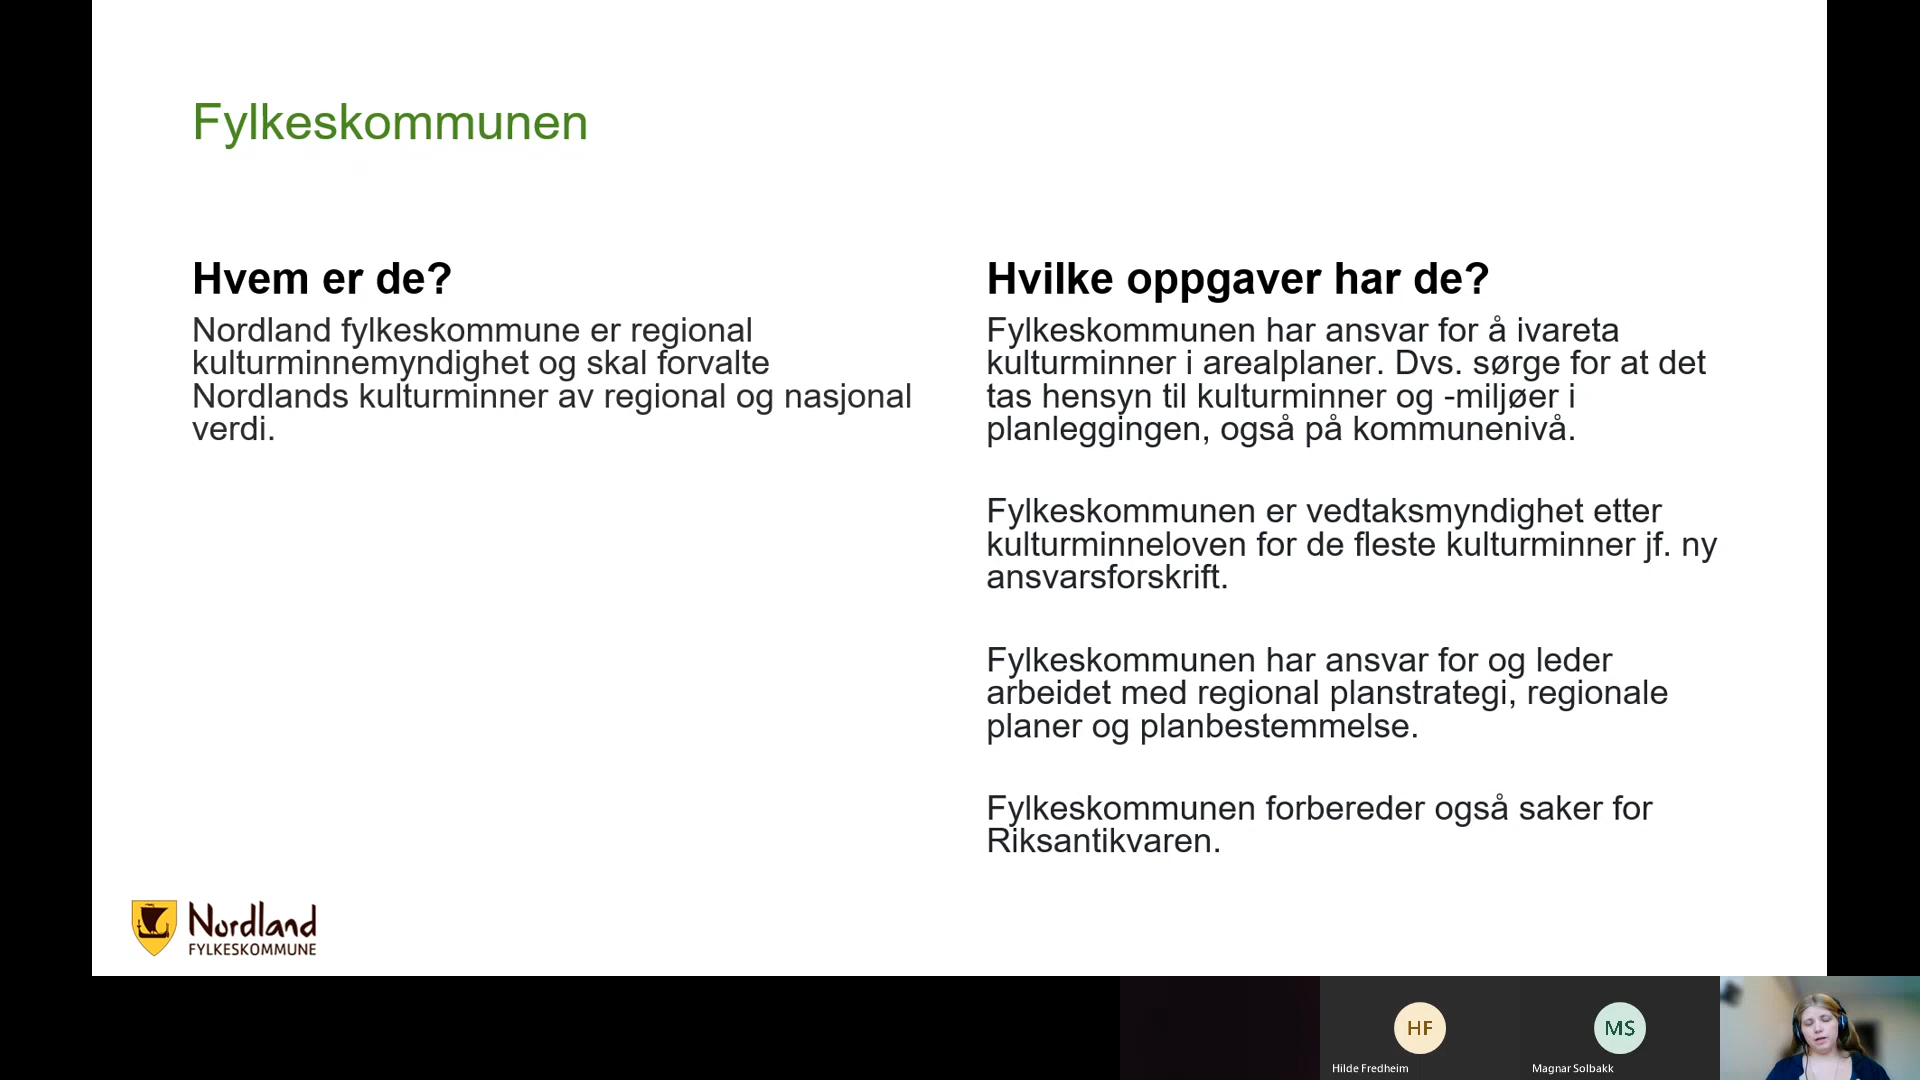 Fylkeskommunen
Hvem er de?
Nordland fylkeskommune er regional
kulturminnemyndighet og skal forvalte
Nordlands kulturminner av regional og nasjonal
verdi.
Hvilke oppgaver har de?
Fylkeskommunen har ansvar for å ivareta
kulturminner i arealplaner. Dvs. sørge for at det
tas hensyn til kulturminner og -miljøer i
planleggingen, også på kommunenivå.
Fylkeskommunen er vedtaksmyndighet etter
kulturminneloven for de fleste kulturminner jf. ny
ansvarsforskrift.
Fylkeskommunen har ansvar for og leder
arbeidet med regional planstrategi, regionale
planer og planbestemmelse.
Fylkeskommunen forbereder også saker for
Riksantikvaren.
Nordland
FYLKESKOMMUNE
HF
Hilde Fredheim
MS
Magnar Solbakk